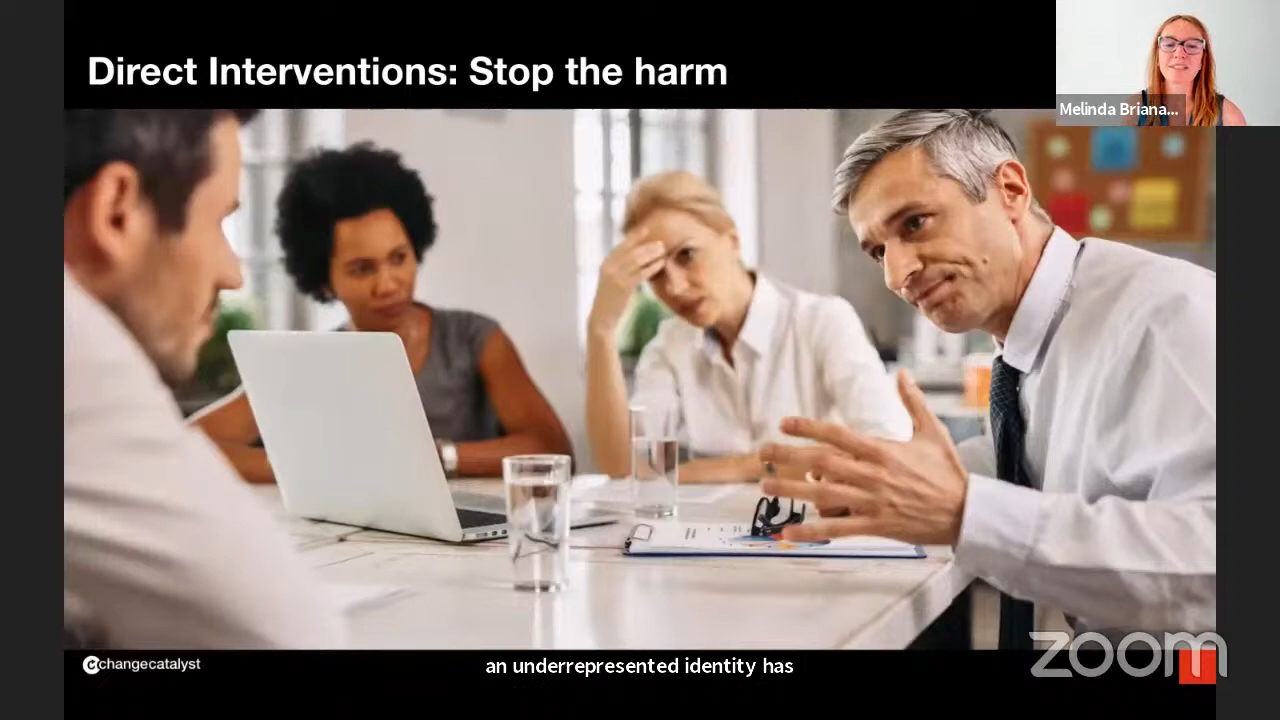 Direct Interventions: Stop the harm
Melinda Briana...
changecatalyst
an underrepresented identity has
zoom